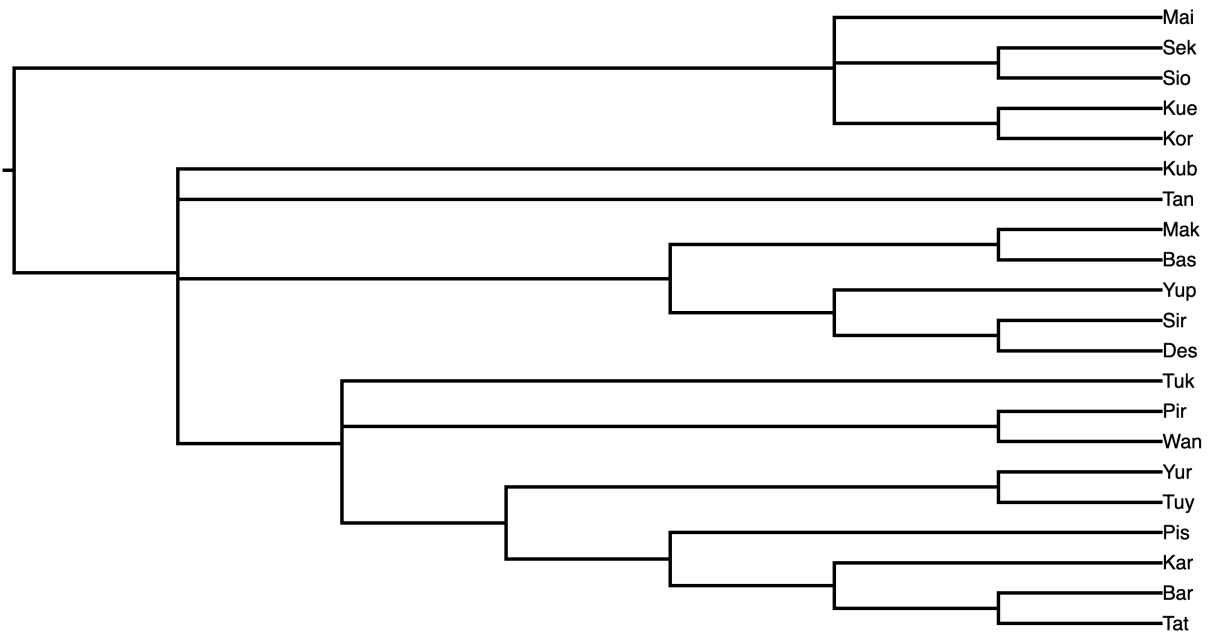 Mai
Sek
Sio
Kue
Kor
Kub
Tan
Mak
Bas
Yup
Sir
Des
Tuk
Pir
Wan
Yur
Tuy
Pis
Kar
Bar
Tat